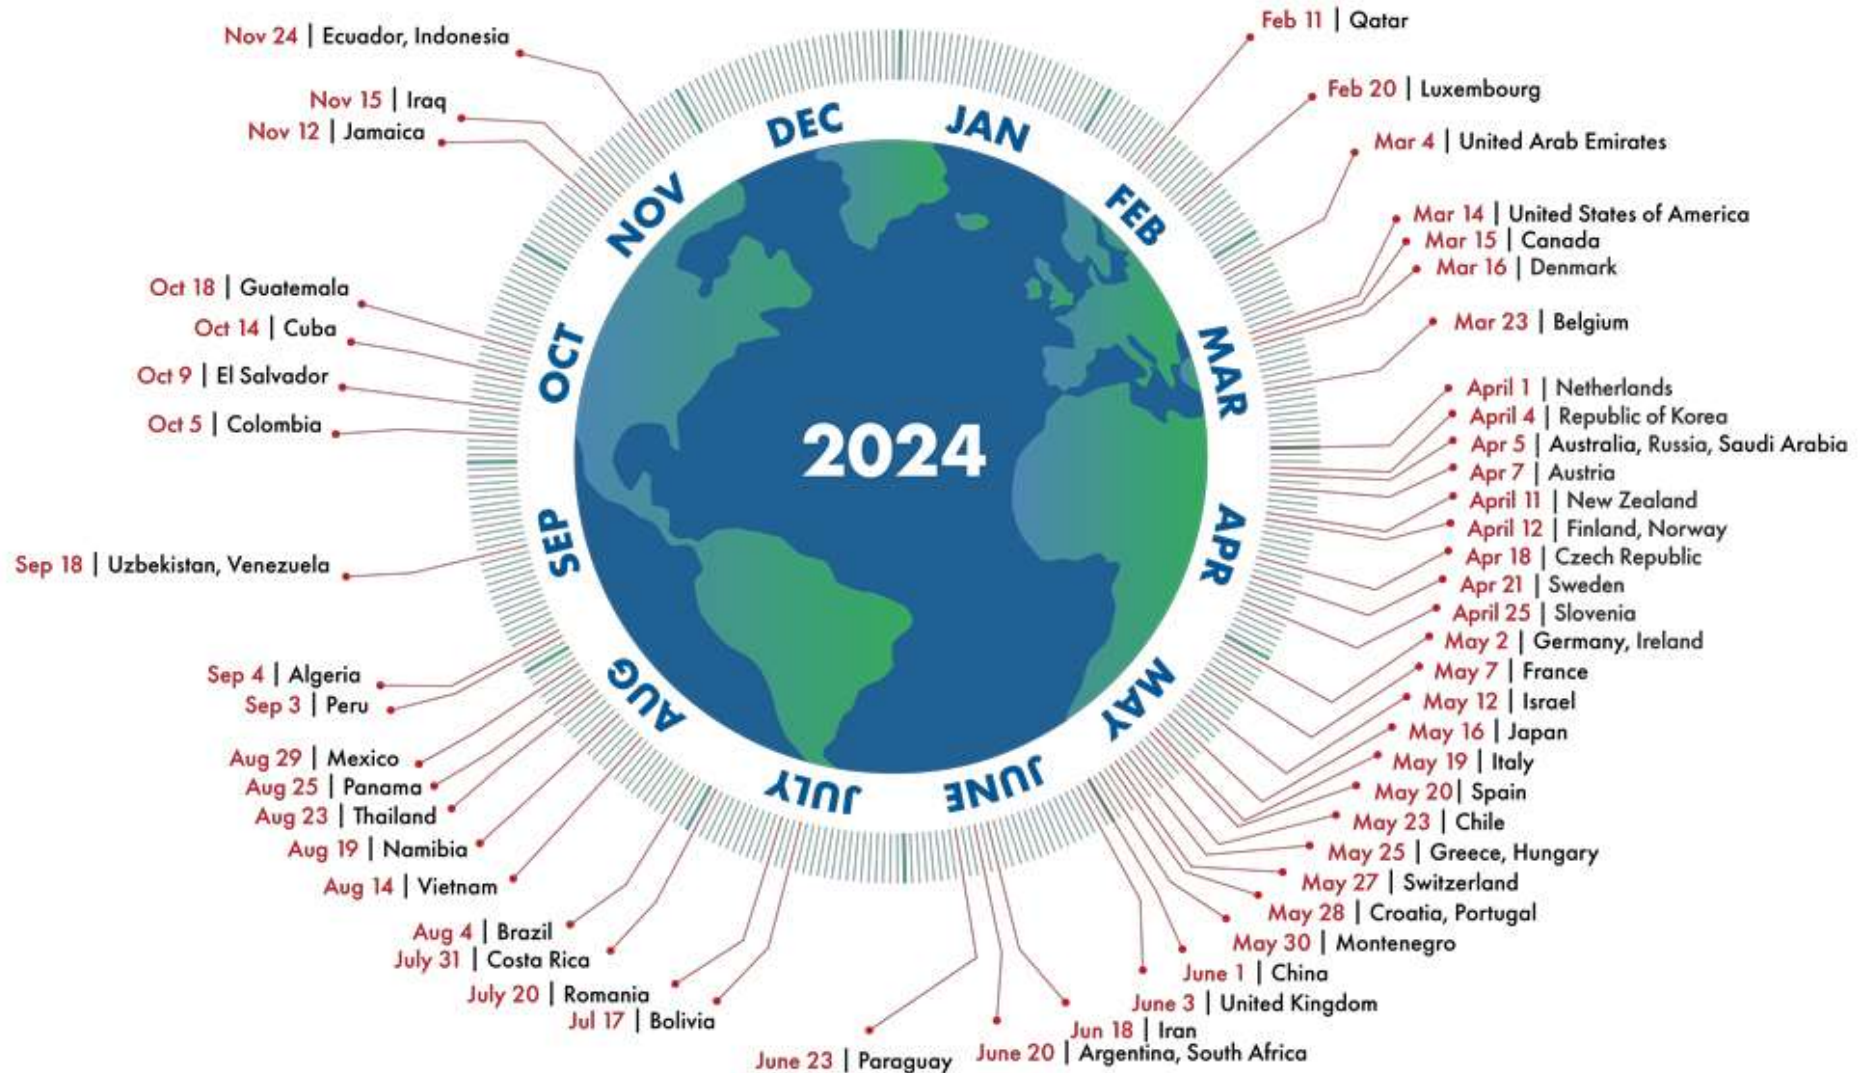 Feb 11 | Qatar
Feb 20 | Luxembourg
Mar 4 | United Arab Emirates
Mar 14 | United States of America
Mar 15 | Canada
Mar 16 | Denmark
Mar 23 | Belgium
April 1 | Netherlands
April 4 | Republic of Korea
Apr 5 | Australia, Russia, Saudi Arabia
Apr 7 | Austria
April 11 | New Zealand
April 12 | Finland, Norway
Apr 18 | Czech Republic
Apr 21 | Sweden
April 25 | Slovenia
May 2 | Germany, Ireland
May 7 | France
May 12 | Israel
May 16 | Japan
May 19 | Italy
May 20 | Spain
May 23 | Chile
May 25 | Greece, Hungary
May 27 | Switzerland
May 28 | Croatia, Portugal
May 30 | Montenegro
June 1 | China
June 3 | United Kingdom
Jun 18 | Iran
June 20 | Argentina, South Africa
June 23 | Paraguay
Jul 17 | Bolivia
July 20 | Romania
July 31 | Costa Rica
Aug 4 | Brazil
Aug 14 | Vietnam
Aug 19 | Namibia
Aug 23 | Thailand
Aug 25 | Panama
Aug 29 | Mexico
Sep 3 | Peru
Sep 4 | Algeria
Sep 18 | Uzbekistan, Venezuela
Oct 5 | Colombia
Oct 9 | El Salvador
Oct 14 | Cuba
Oct 18 | Guatemala
Nov 12 | Jamaica
Nov 15 | Iraq
Nov 24 | Ecuador, Indonesia
JAN
FEB
MAR
APR
MAY
JUNE
JULY
AUG
SEP
OCT
NOV
DEC
2024